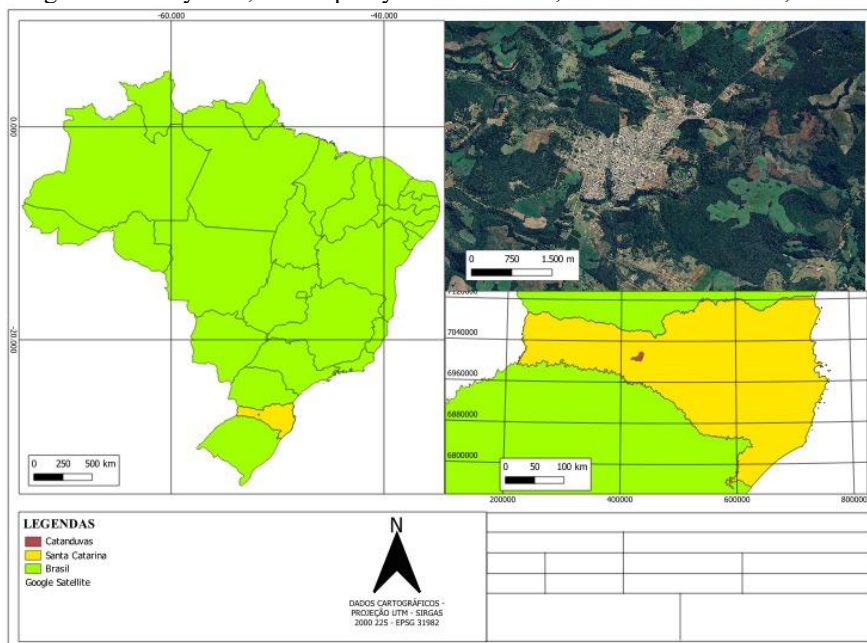 -60.000 -40.000
0.000
-20.000
0 250 500 km
0 750 1.500 m
7120000
7040000
6960000
6880000
6800000
0 50 100 km
200000 400000 600000 800000
LEGENDAS
Catanduvas
Santa Catarina
Brasil
Google Satellite
N
DADOS CARTOGRÁFICOS -
PROJEÇÃO UTM - SIRGAS
2000 22S - EPSG 31982